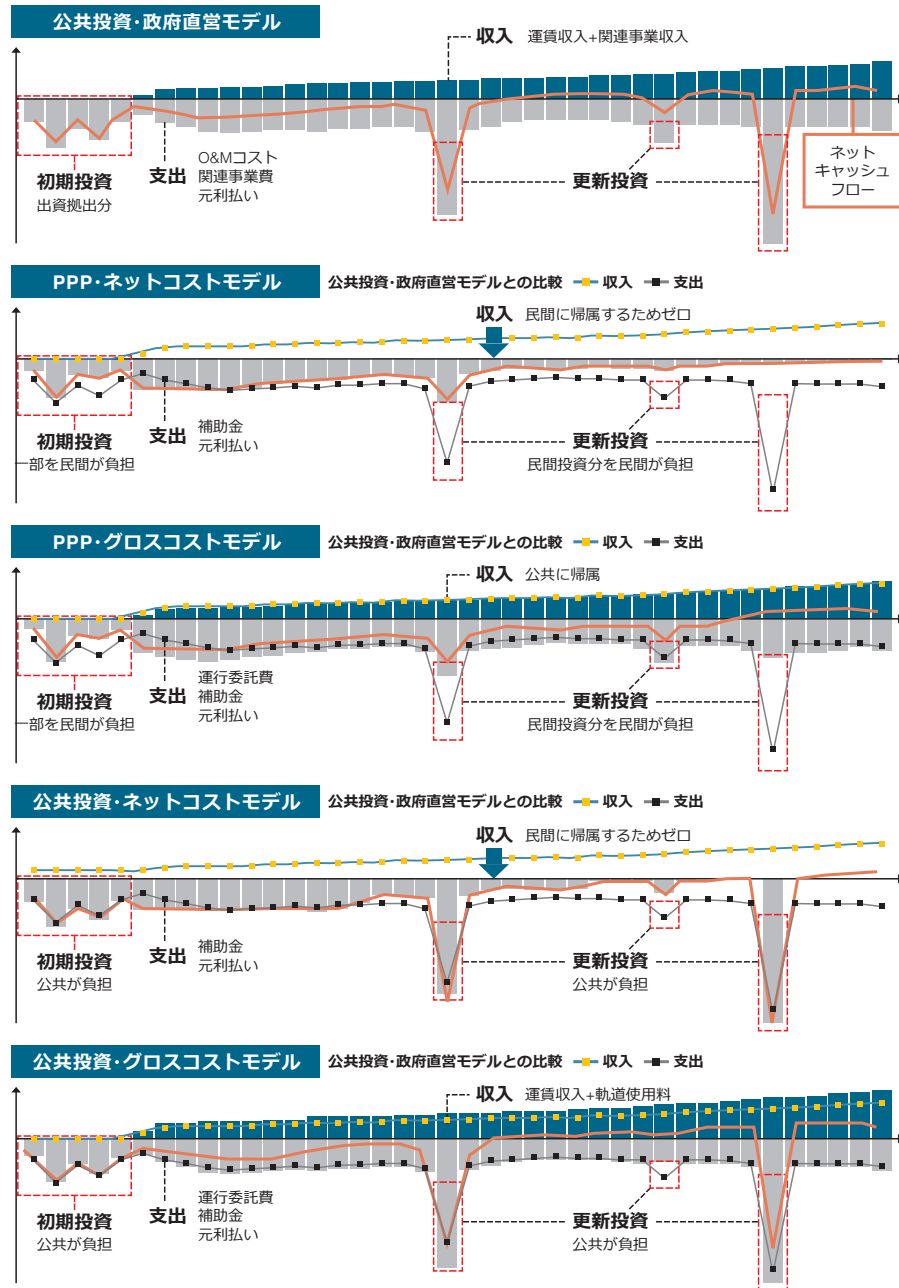 公共投資・政府直営モデル
収入 運賃収入+関連事業収入
初期投資
出資拠出分
支出
O&Mコスト
関連事業費
元利払い
更新投資
ネット
キャッシュ
フロー
PPP・ネットコストモデル
公共投資・政府直営モデルとの比較 収入 支出
収入 民間に帰属するためゼロ
初期投資
一部を民間が負担
支出
補助金
元利払い
更新投資
民間投資分を民間が負担
PPP・グロスコストモデル
公共投資・政府直営モデルとの比較 収入 支出
収入 公共に帰属
初期投資
一部を民間が負担
支出
運行委託費
補助金
元利払い
更新投資
民間投資分を民間が負担
公共投資・ネットコストモデル
公共投資・政府直営モデルとの比較 収入 支出
収入 民間に帰属するためゼロ
初期投資
公共が負担
支出
補助金
元利払い
更新投資
公共が負担
公共投資・グロスコストモデル
公共投資・政府直営モデルとの比較 収入 支出
収入 運賃収入+軌道使用料
初期投資
公共が負担
支出
運行委託費
補助金
元利払い
更新投資
公共が負担